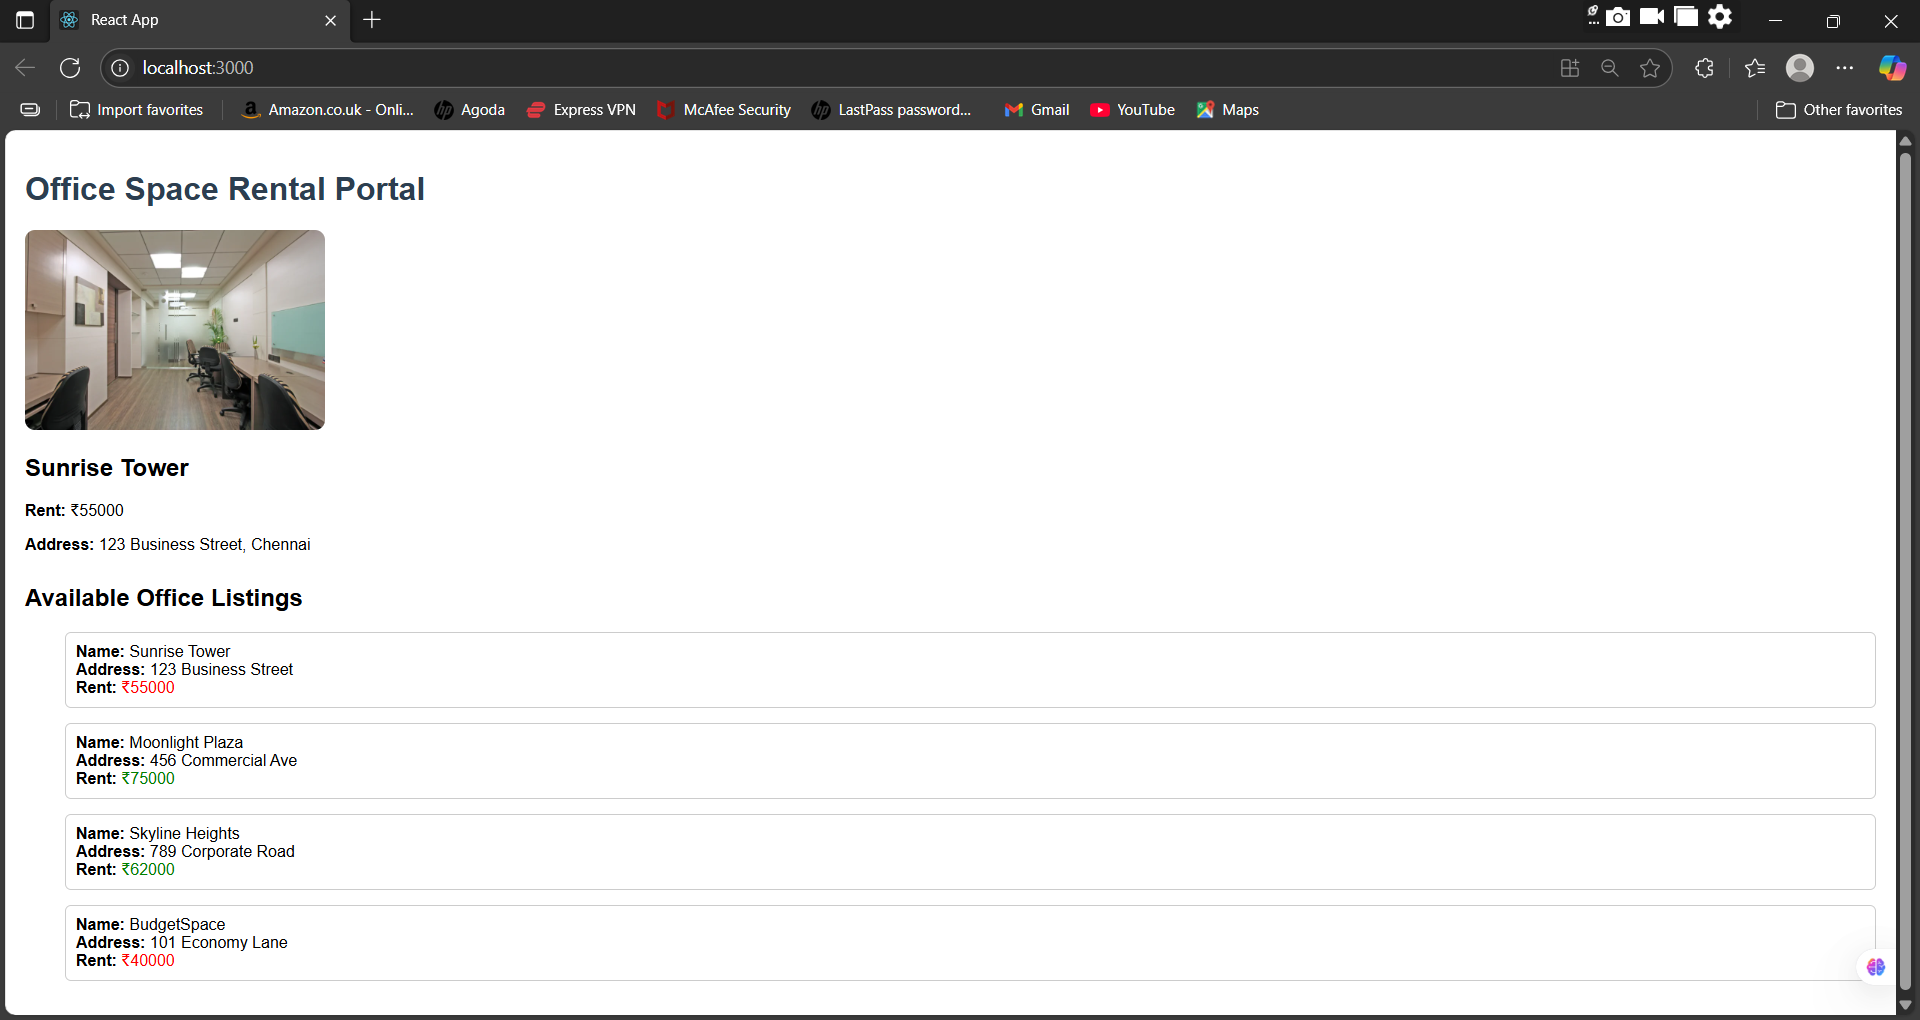 React App
localhost:3000
Import favorites
Amazon.co.uk - Onli...
Agoda
Express VPN
McAfee Security
LastPass password...
Gmail
YouTube
Maps
Other favorites
Office Space Rental Portal
Sunrise Tower
Rent: ₹55000
Address: 123 Business Street, Chennai
Available Office Listings
Name: Sunrise Tower
Address: 123 Business Street
Rent: ₹55000
Name: Moonlight Plaza
Address: 456 Commercial Ave
Rent: ₹75000
Name: Skyline Heights
Address: 789 Corporate Road
Rent: ₹62000
Name: BudgetSpace
Address: 101 Economy Lane
Rent: ₹40000